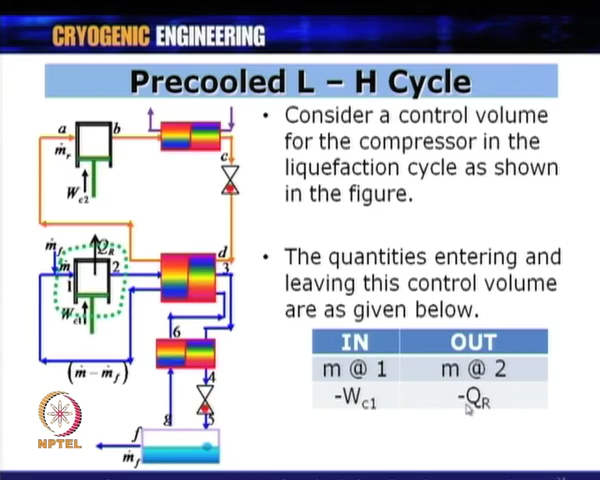 CRYOGENIC ENGINEERING
Precooled L – H Cycle
• Consider a control volume
for the compressor in the
liquefaction cycle as shown
in the figure.
• The quantities entering and
leaving this control volume
are as given below.
IN OUT
m @ 1 m @ 2
-Wc1 -QR
a b
ṁr
c
Wc2
d
ṁf QR
ṁ 2 3
1
Wc1
6
(ṁ − ṁf) 4
g 5
f
ṁf
NPTEL